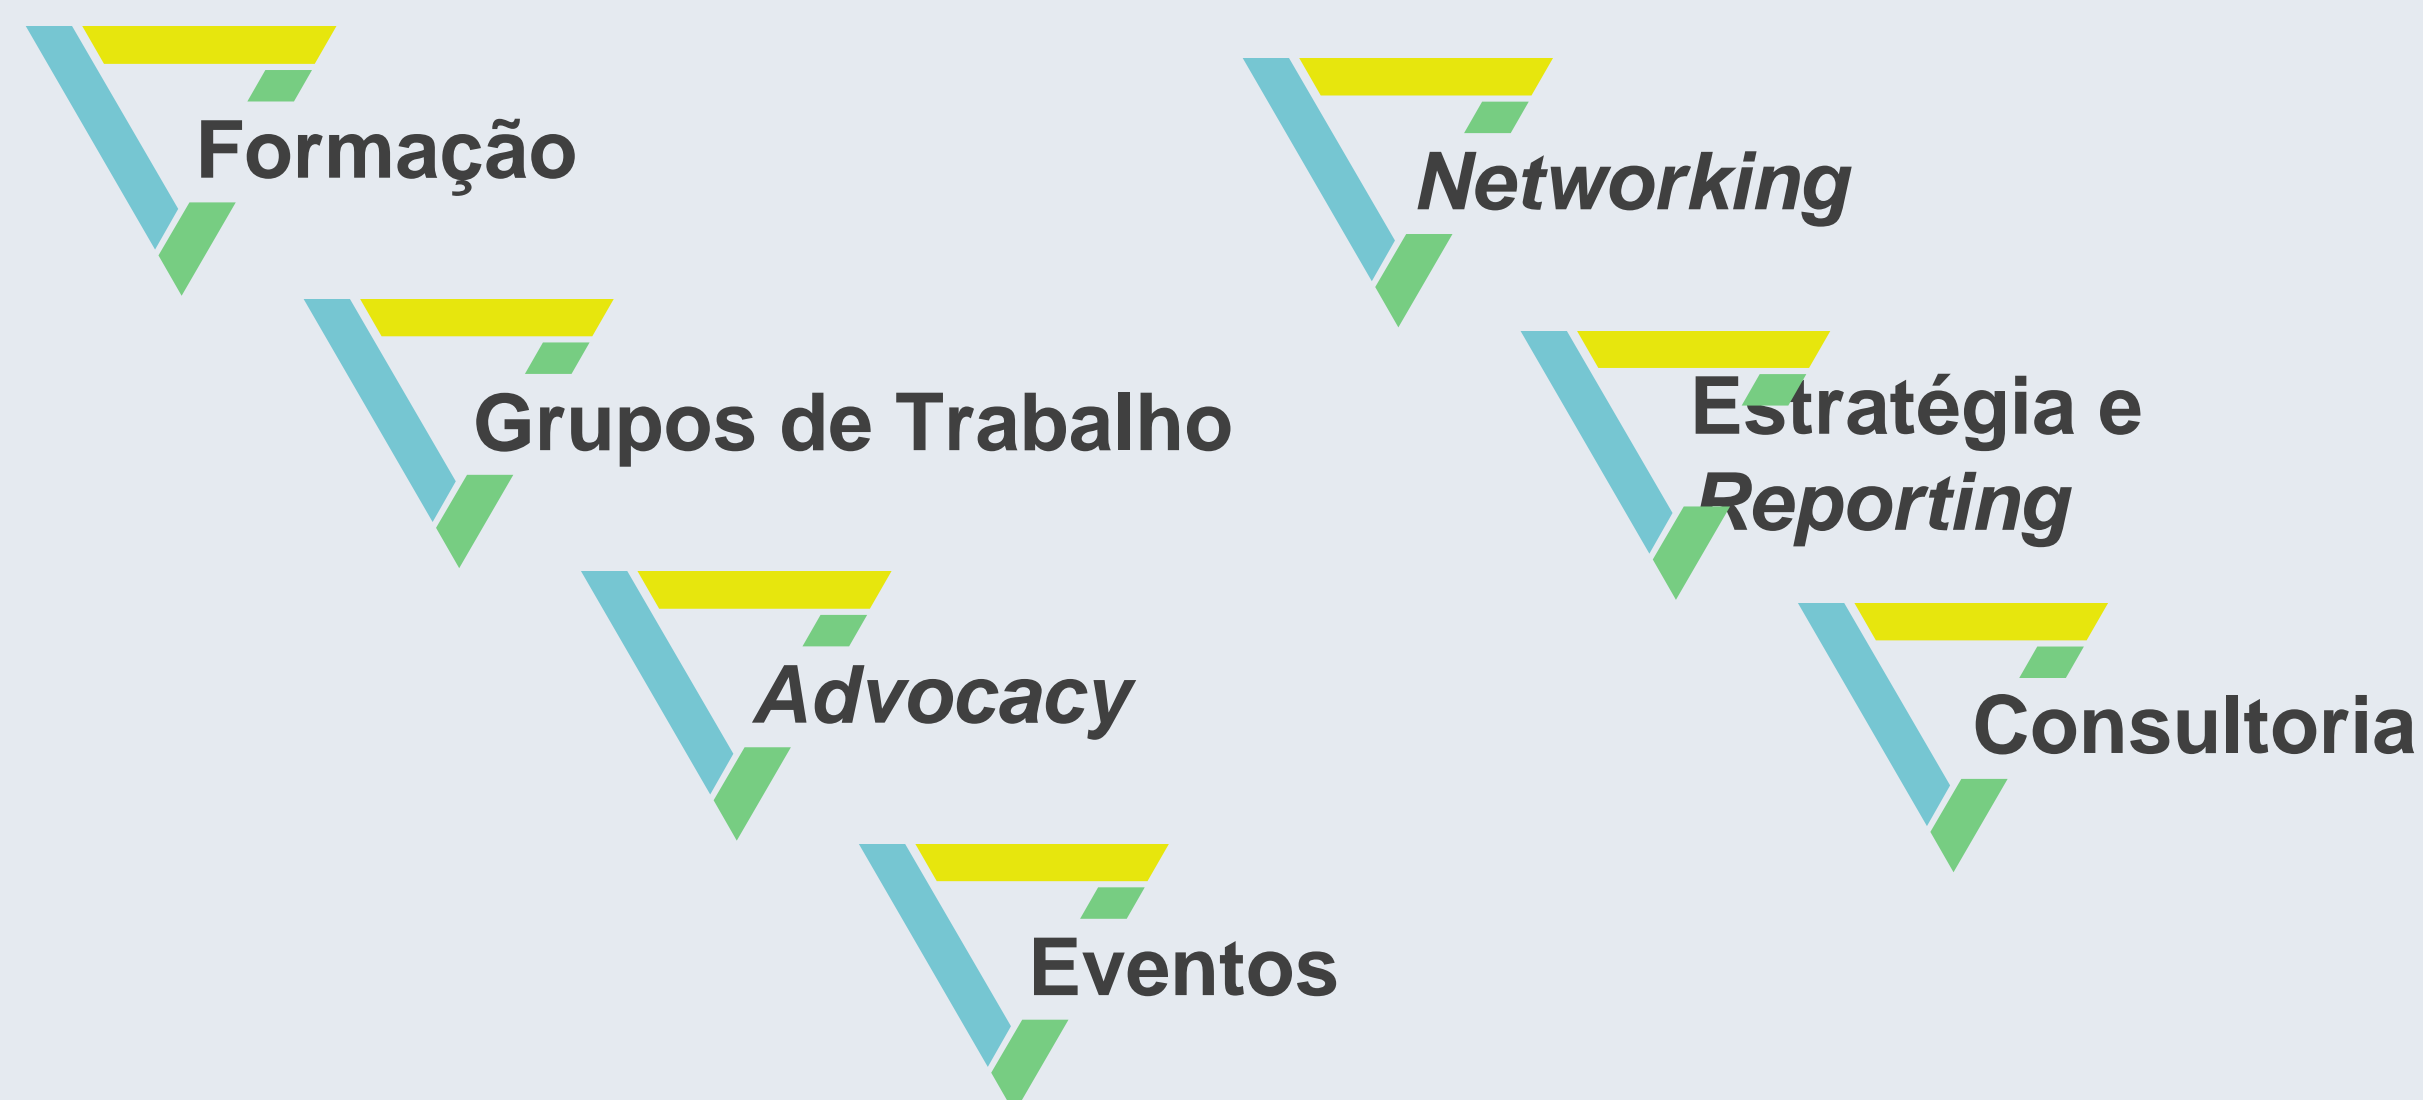 Formação
Grupos de Trabalho
Advocacy
Eventos
Networking
Estratégia e
Reporting
Consultoria